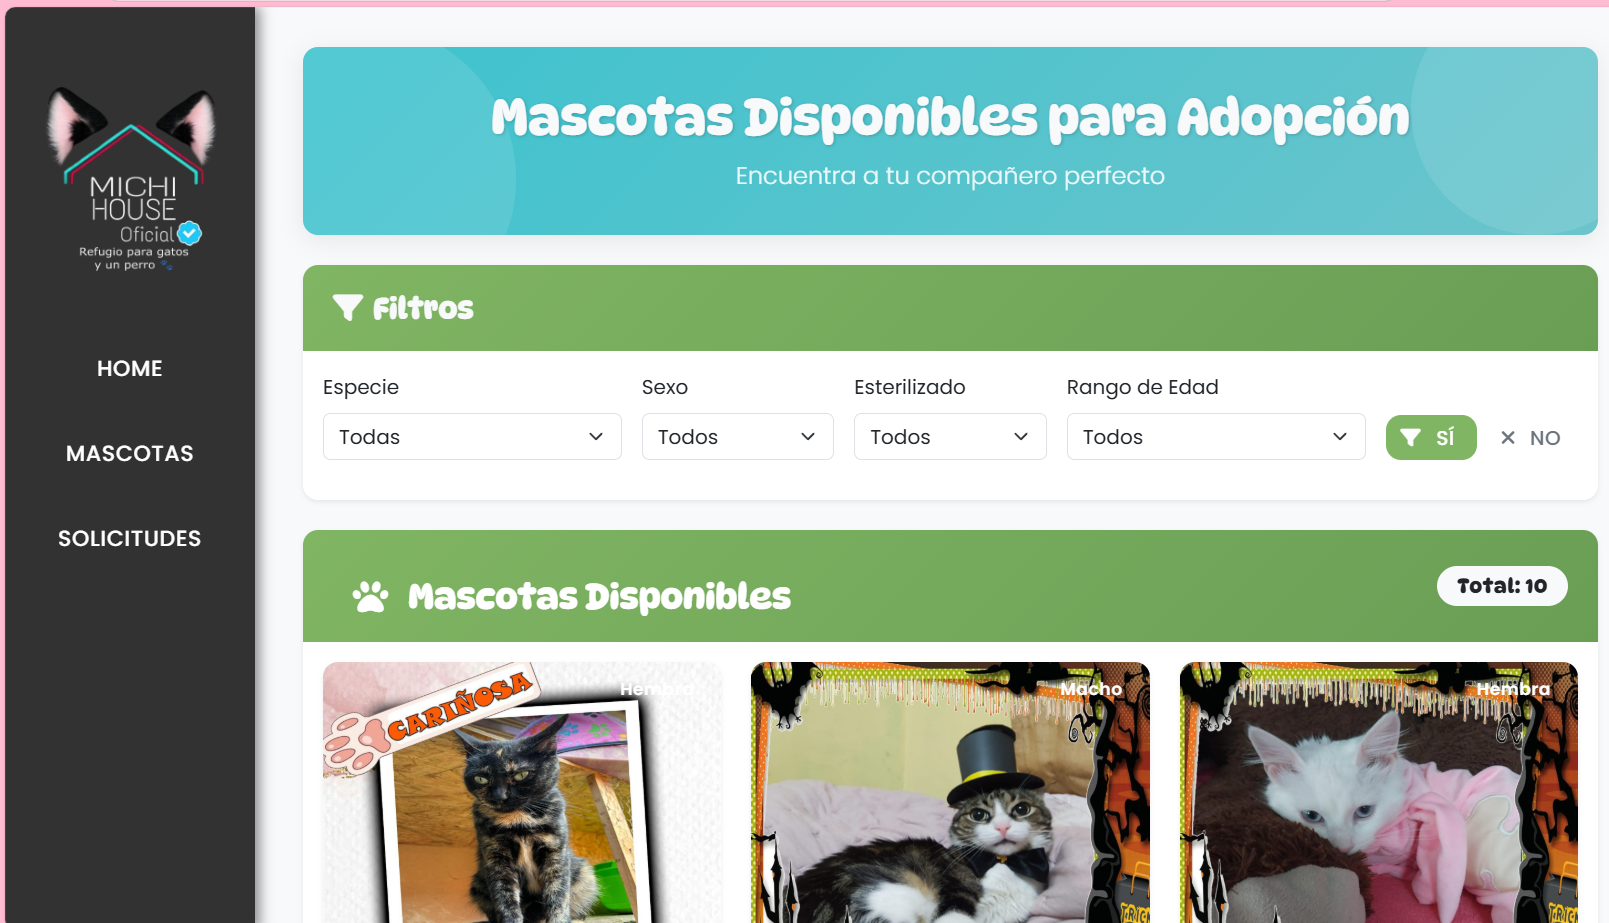 MICHI
HOUSE
Oficial
Refugio para gatos
y un perro
HOME
MASCOTAS
SOLICITUDES
Mascotas Disponibles para Adopción
Encuentra a tu compañero perfecto
Filtros
Especie
Sexo
Esterilizado
Rango de Edad
Todas
Todos
Todos
Todos
SÍ
NO
Mascotas Disponibles
Total: 10
CARIÑOSA
Hembra
Macho
Hembra